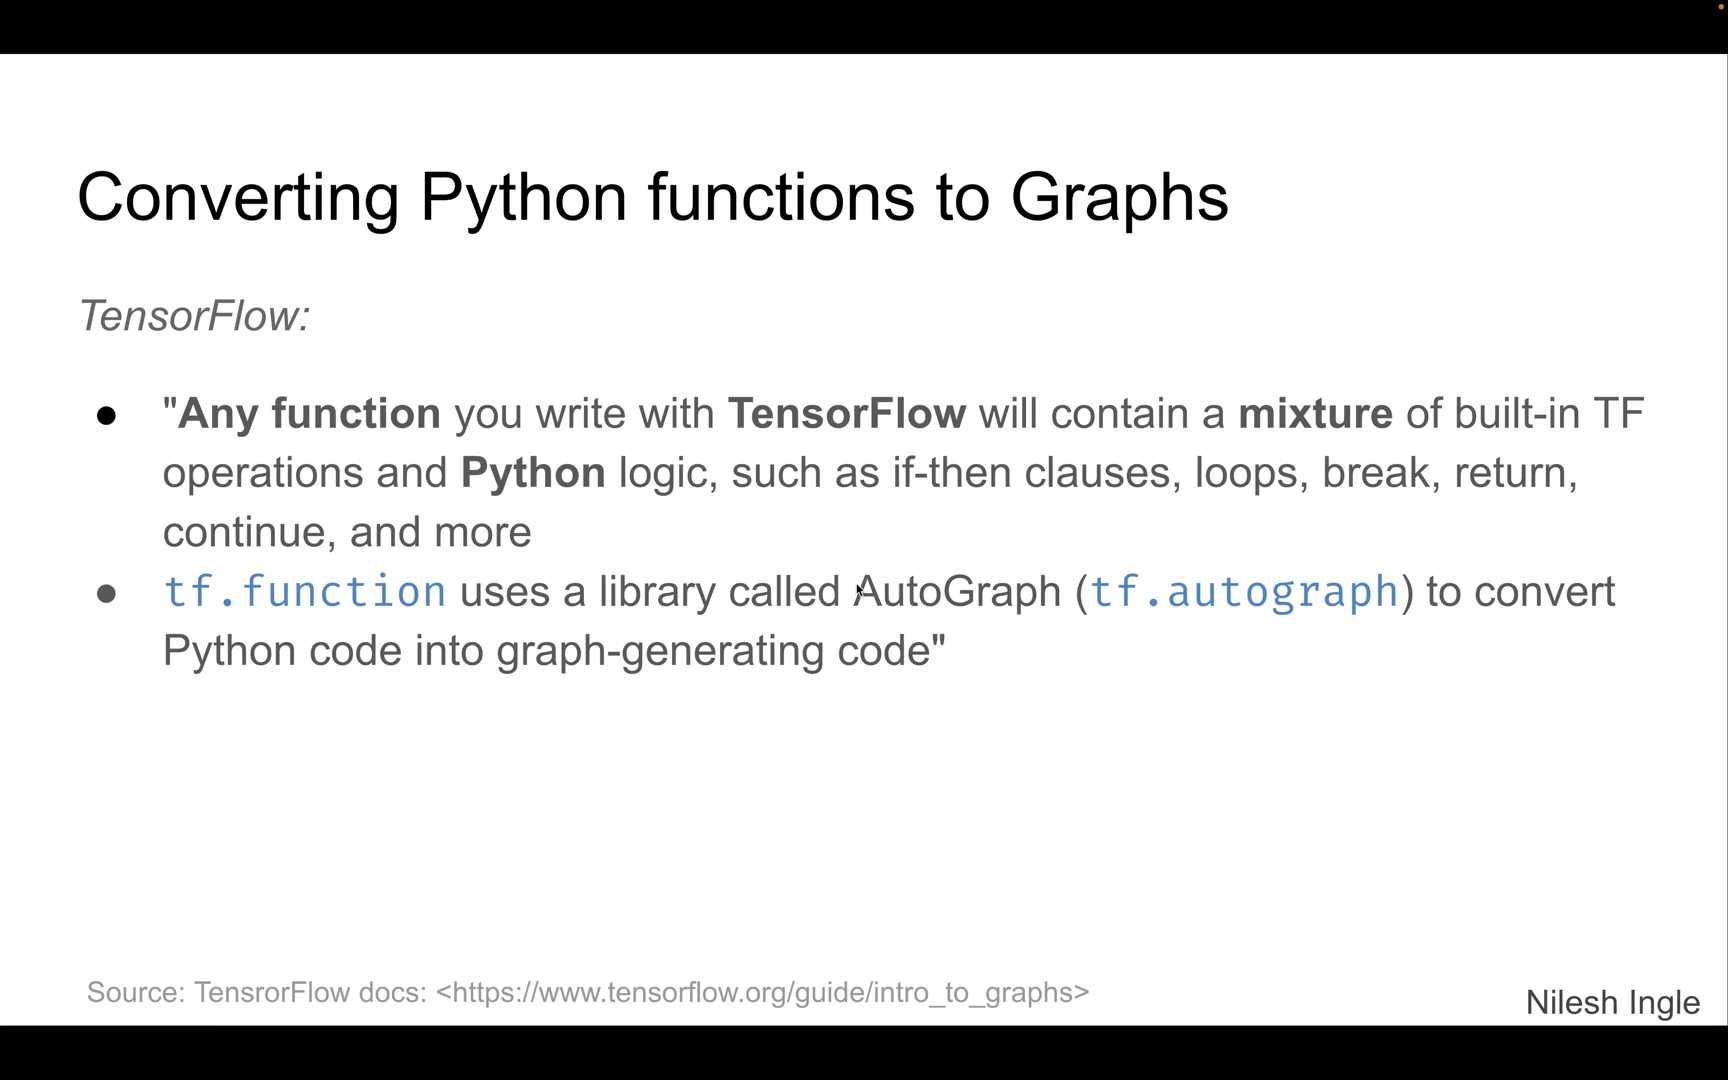 Converting Python functions to Graphs
TensorFlow:
● "Any function you write with TensorFlow will contain a mixture of built-in TF
operations and Python logic, such as if-then clauses, loops, break, return,
continue, and more
● tf.function uses a library called AutoGraph (tf.autograph) to convert
Python code into graph-generating code"
Source: TensrorFlow docs: <https://www.tensorflow.org/guide/intro_to_graphs>
Nilesh Ingle